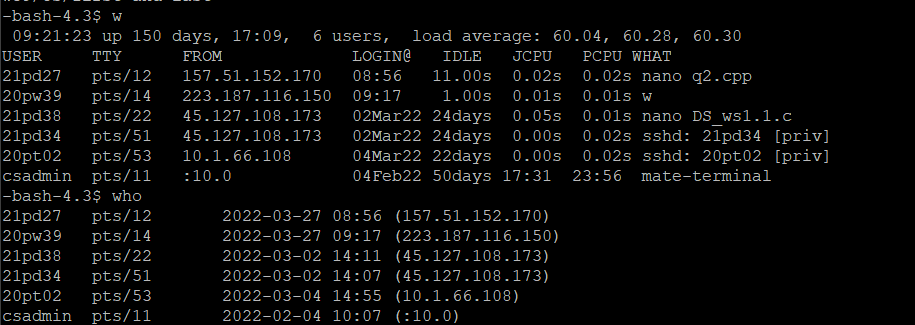 -bash-4.3$ w
 09:21:23 up 150 days, 17:09,  6 users,  load average: 60.04, 60.28, 60.30
USER     TTY      FROM             LOGIN@   IDLE   JCPU   PCPU WHAT
21pd27   pts/12   157.51.152.170   08:56   11.00s  0.02s  0.02s nano q2.cpp
20pw39   pts/14   223.187.116.150  09:17    1.00s  0.01s  0.01s w
21pd38   pts/22   45.127.108.173   02Mar22 24days  0.05s  0.01s nano DS_ws1.1.c
21pd34   pts/51   45.127.108.173   02Mar22 24days  0.00s  0.02s sshd: 21pd34 [priv]
20pt02   pts/53   10.1.66.108      04Mar22 22days  0.00s  0.02s sshd: 20pt02 [priv]
csadmin  pts/11   :10.0            04Feb22 50days 17:31  23:56  mate-terminal
-bash-4.3$ who
21pd27   pts/12       2022-03-27 08:56 (157.51.152.170)
20pw39   pts/14       2022-03-27 09:17 (223.187.116.150)
21pd38   pts/22       2022-03-02 14:11 (45.127.108.173)
21pd34   pts/51       2022-03-02 14:07 (45.127.108.173)
20pt02   pts/53       2022-03-04 14:55 (10.1.66.108)
csadmin  pts/11       2022-02-04 10:07 (:10.0)